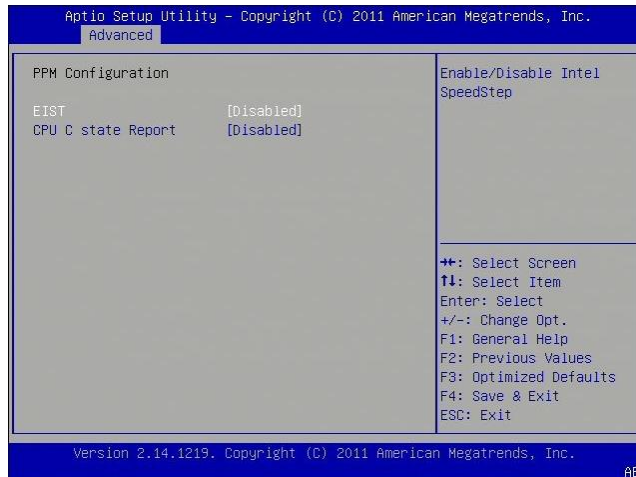 Aptio Setup Utility – Copyright (C) 2011 American Megatrends, Inc.
Advanced
PPM Configuration
EIST [Disabled]
CPU C state Report [Disabled]
Enable/Disable Intel
SpeedStep
→←: Select Screen
↑↓: Select Item
Enter: Select
+/-: Change Opt.
F1: General Help
F2: Previous Values
F3: Optimized Defaults
F4: Save & Exit
ESC: Exit
Version 2.14.1219. Copyright (C) 2011 American Megatrends, Inc.